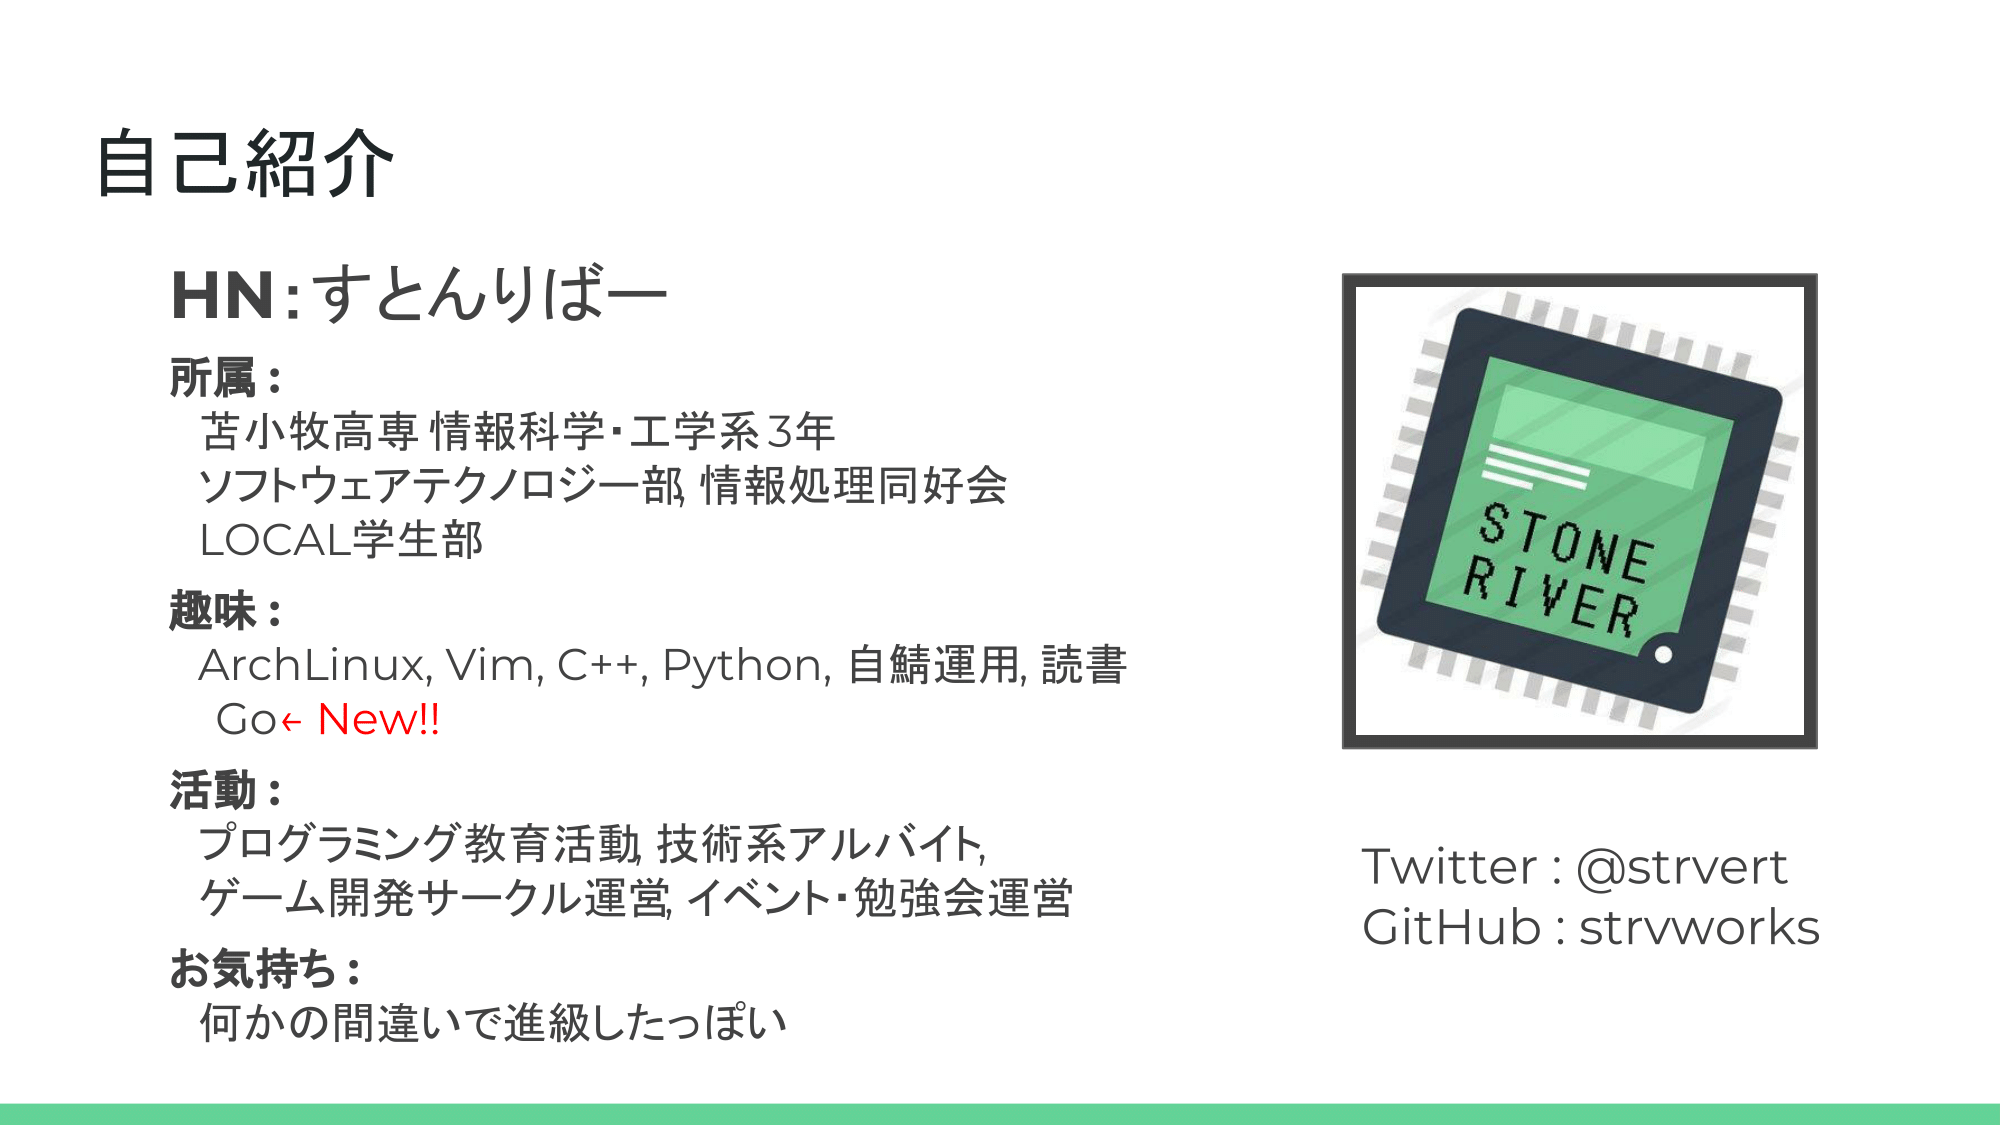 自己紹介
HN：すとんりばー
所属：
苫小牧高専 情報科学・工学系 3年
ソフトウェアテクノロジー部, 情報処理同好会
LOCAL学生部
趣味：
ArchLinux, Vim, C++, Python, 自鯖運用, 読書
Go← New!!
活動：
プログラミング教育活動, 技術系アルバイト,
ゲーム開発サークル運営, イベント・勉強会運営
お気持ち：
何かの間違いで進級したっぽい
STONE
RIVER
Twitter : @strvert
GitHub : strvworks